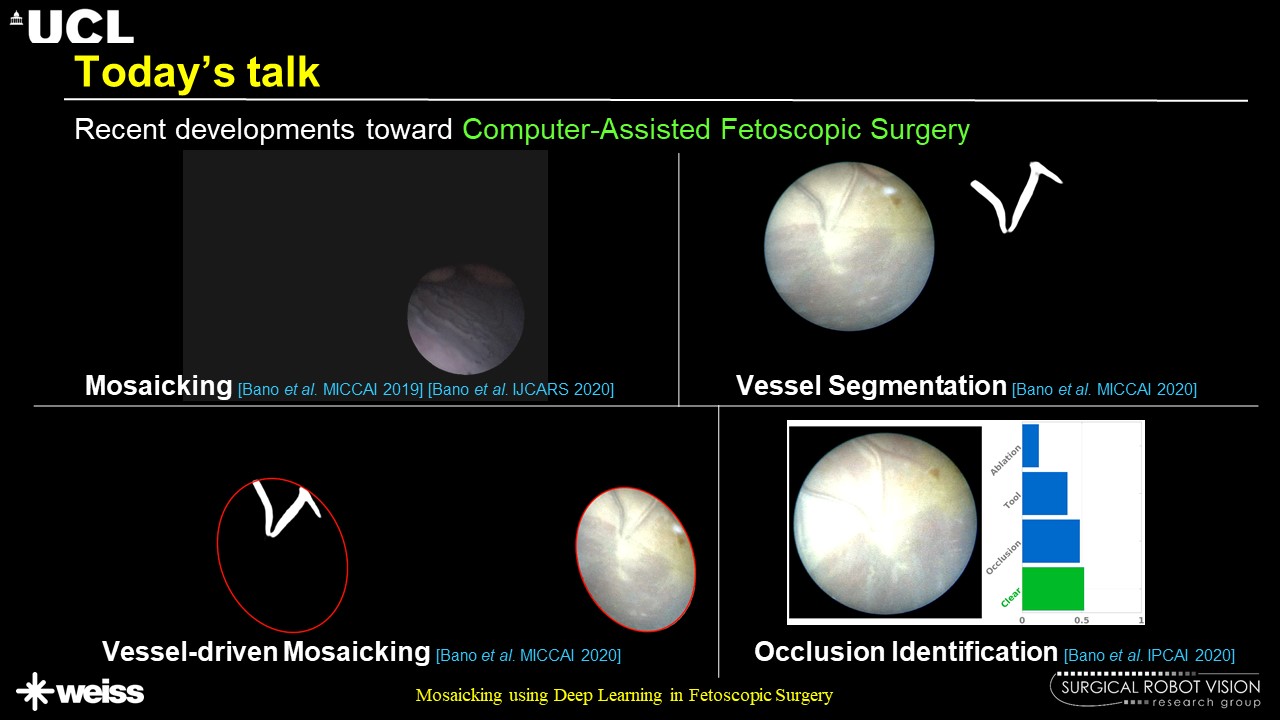 UCL
Today's talk
Recent developments toward Computer-Assisted Fetoscopic Surgery
Mosaicking [Bano et al. MICCAI 2019] [Bano et al. IJCARS 2020]
Vessel Segmentation [Bano et al. MICCAI 2020]
Ablation
Tool
Occlusion
Clear
0 0.5 1
Vessel-driven Mosaicking [Bano et al. MICCAI 2020]
Occlusion Identification [Bano et al. IPCAI 2020]
weiss
Mosaicking using Deep Learning in Fetoscopic Surgery
SURGICAL ROBOT VISION
research group